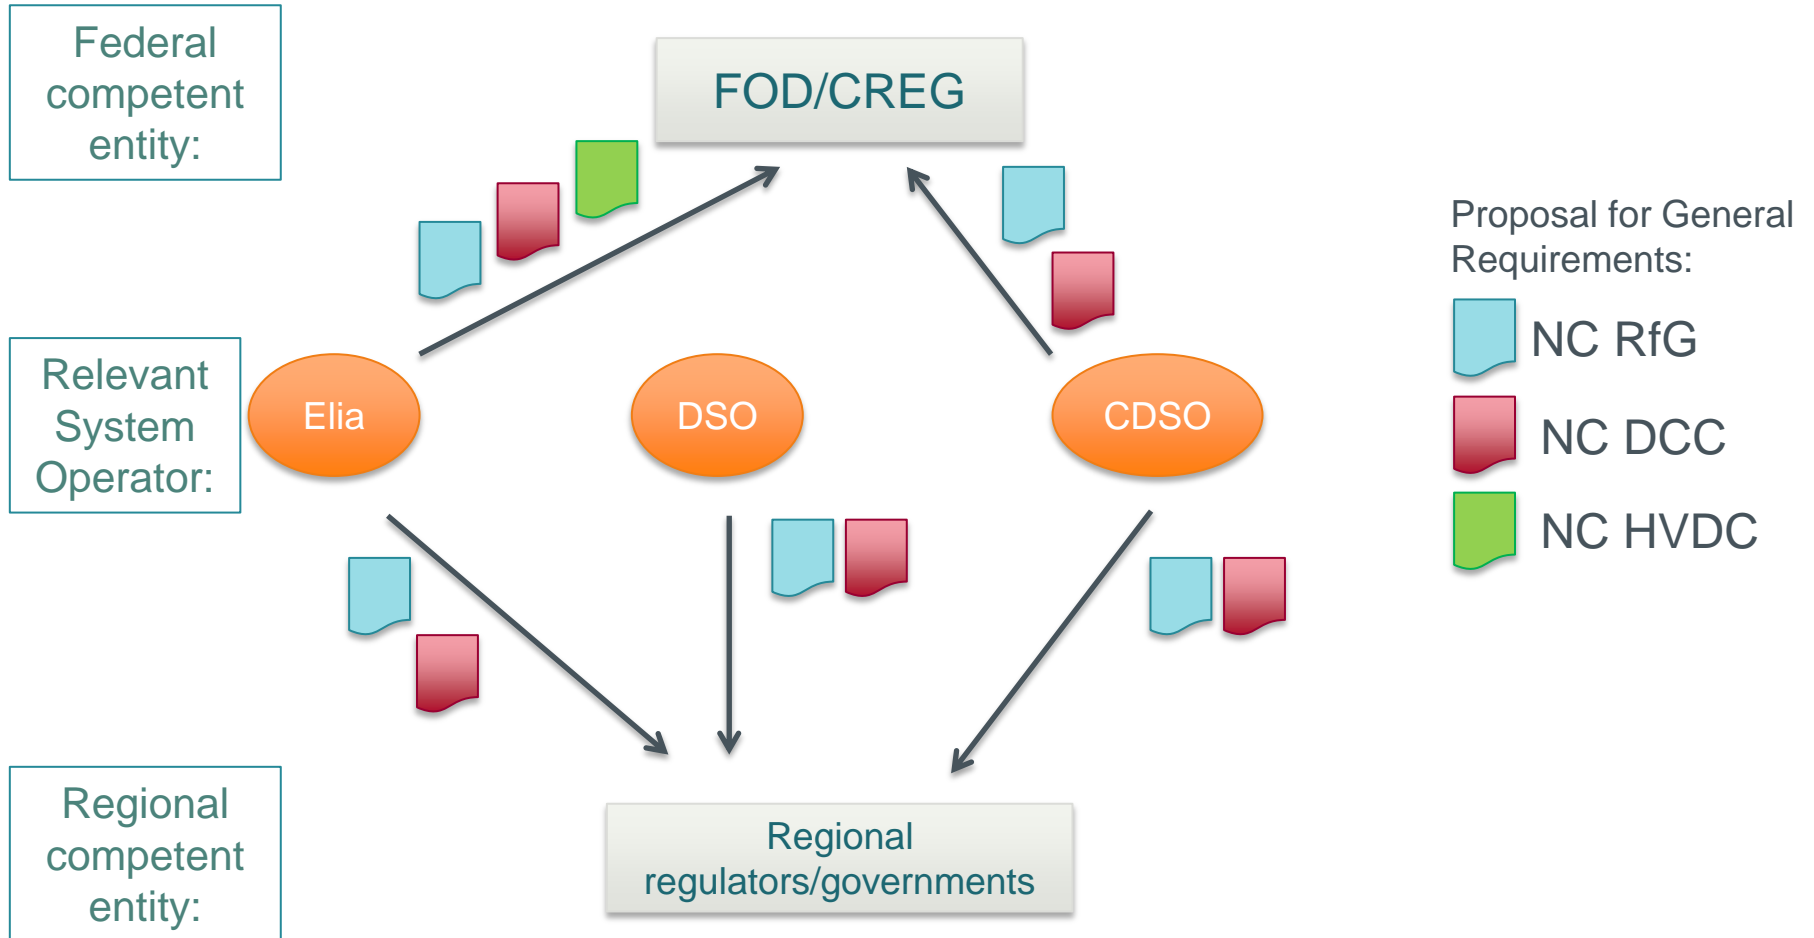 Federal
competent
entity:
FOD/CREG
Proposal for General
Requirements:
NC RfG
NC DCC
NC HVDC
Relevant
System
Operator:
Elia
DSO
CDSO
Regional
competent
entity:
Regional
regulators/governments